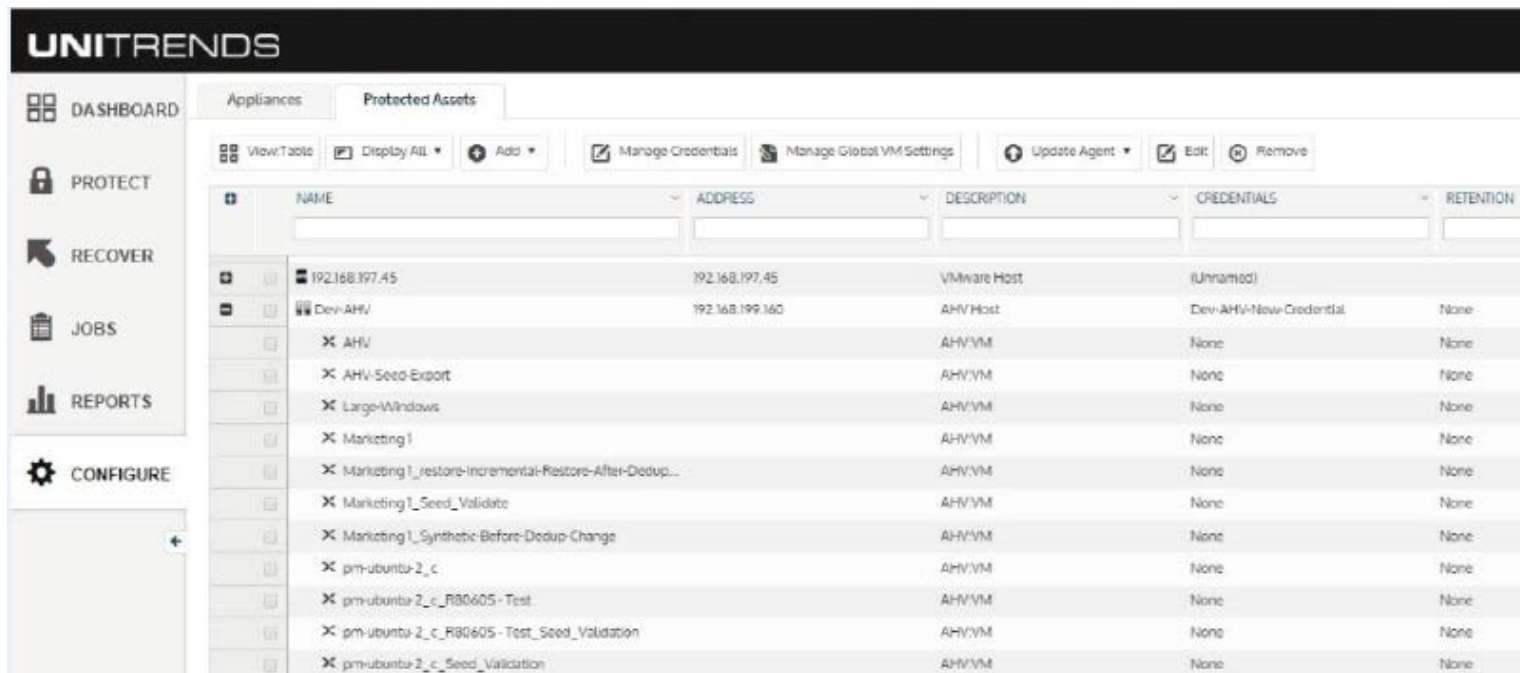 UNITRENDS
DASHBOARD
PROTECT
RECOVER
JOBS
REPORTS
CONFIGURE
Appliances Protected Assets
View:Table Display All Add Manage Credentials Manage Global VM Settings Update Agent Edit Remove
NAME ADDRESS DESCRIPTION CREDENTIALS RETENTION
192.168.197.45 192.168.197.45 VMware Host (Unnamed)
Dev-AHV 192.168.199.160 AHV Host Dev-AHV-New-Credential None
AHV AHV:VM None None
AHV-Seed-Export AHV:VM None None
Large-Windows AHV:VM None None
Marketing1 AHV:VM None None
Marketing1_restore-Incremental-Restore-After-Dedup... AHV:VM None None
Marketing1_Seed_Validate AHV:VM None None
Marketing1_Synthetic-Before-Dedup-Change AHV:VM None None
pm-ubuntu-2_c AHV:VM None None
pm-ubuntu-2_c_R80605 - Test AHV:VM None None
pm-ubuntu-2_c_R80605 - Test_Seed_Validation AHV:VM None None
pm-ubuntu-2_c_Seed_Validation AHV:VM None None